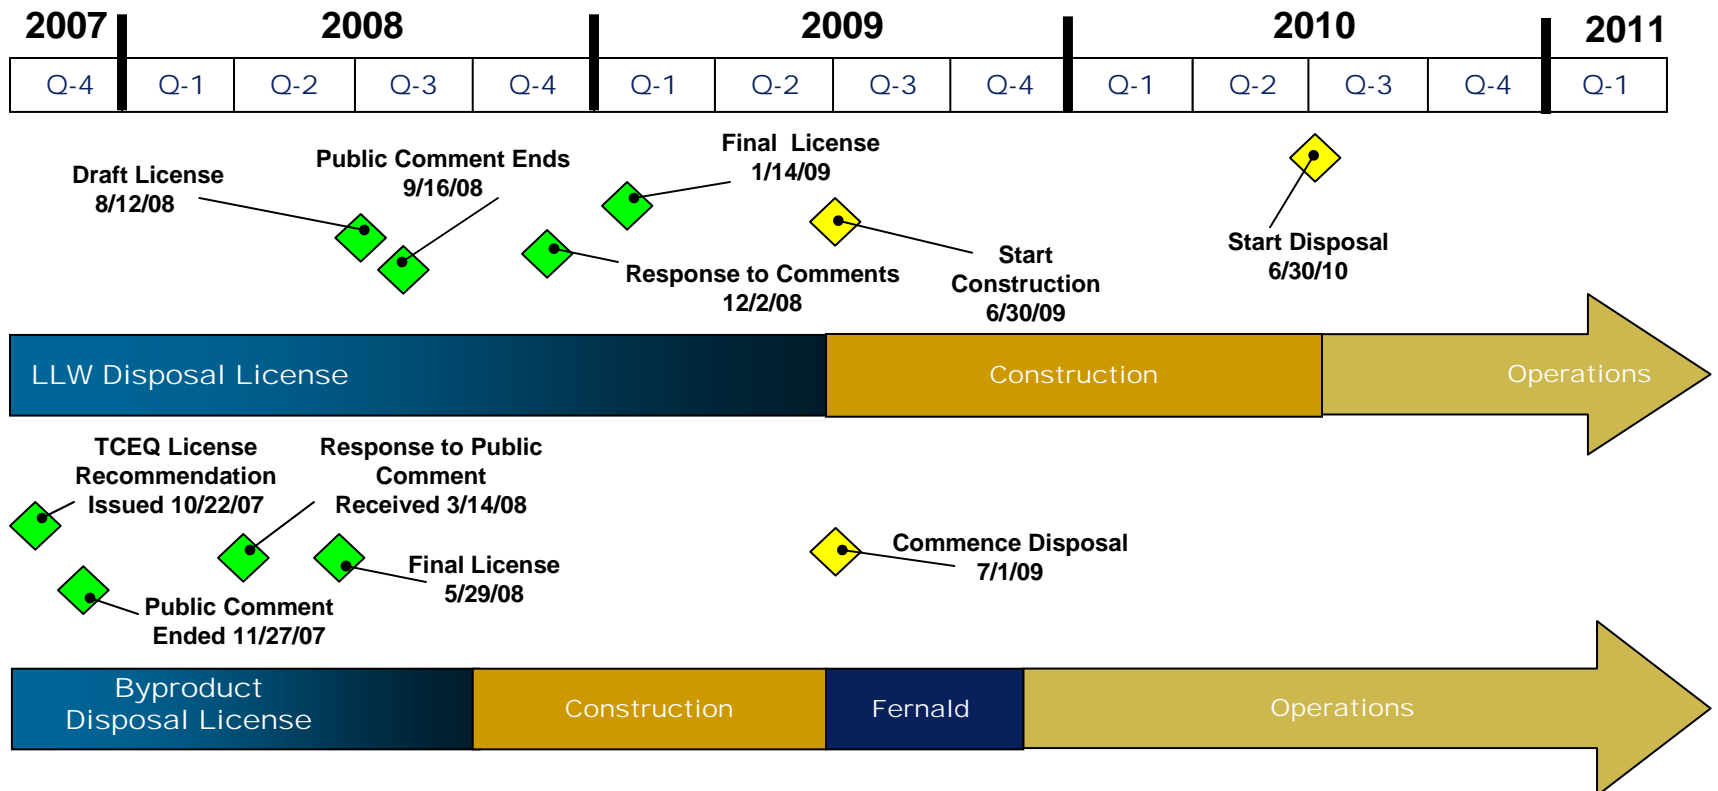 2007 2008 2009 2010 2011
Q-4 Q-1 Q-2 Q-3 Q-4 Q-1 Q-2 Q-3 Q-4 Q-1 Q-2 Q-3 Q-4 Q-1
Draft License
8/12/08
Public Comment Ends
9/16/08
Response to Comments
12/2/08
Final License
1/14/09
Start
Construction
6/30/09
Start Disposal
6/30/10
LLW Disposal License
Construction
Operations
TCEQ License
Recommendation
Issued 10/22/07
Public Comment
Ended 11/27/07
Response to Public
Comment
Received 3/14/08
Final License
5/29/08
Commence Disposal
7/1/09
Byproduct
Disposal License
Construction
Fernald
Operations